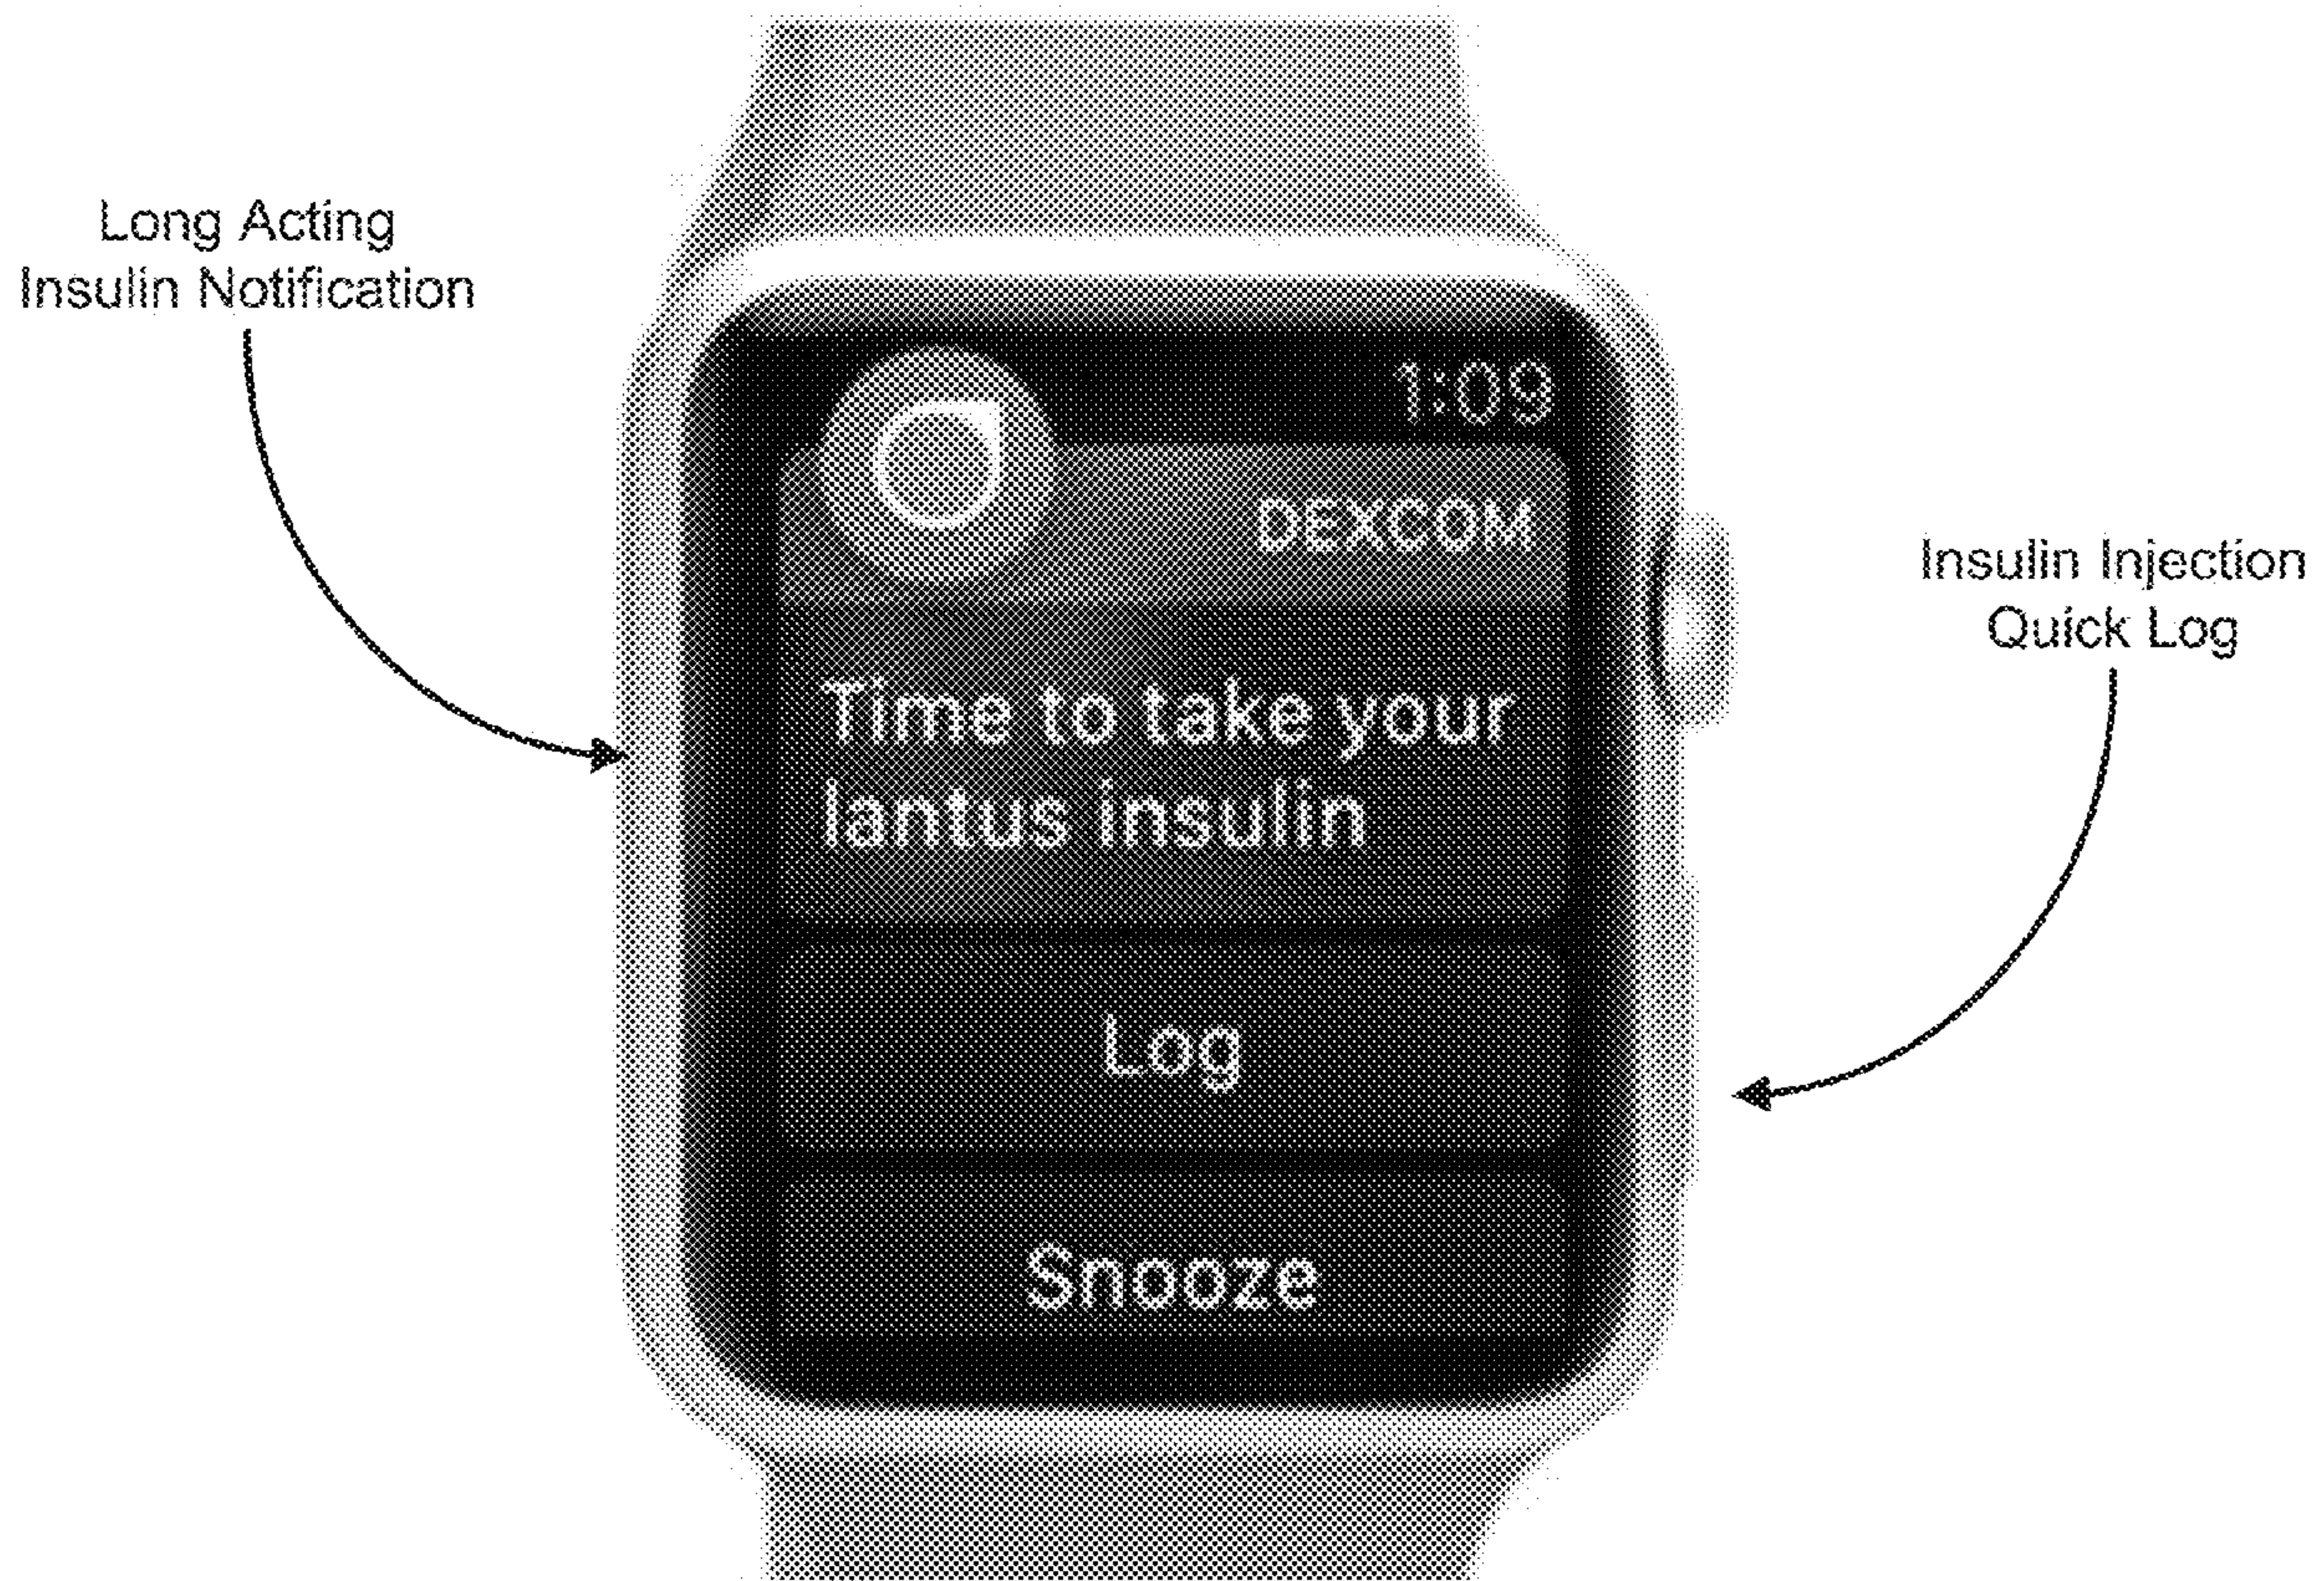 Long Acting
Insulin Notification
1:09
DEXCOM
Insulin Injection
Quick Log
Time to take your
lantus insulin
Log
Snooze